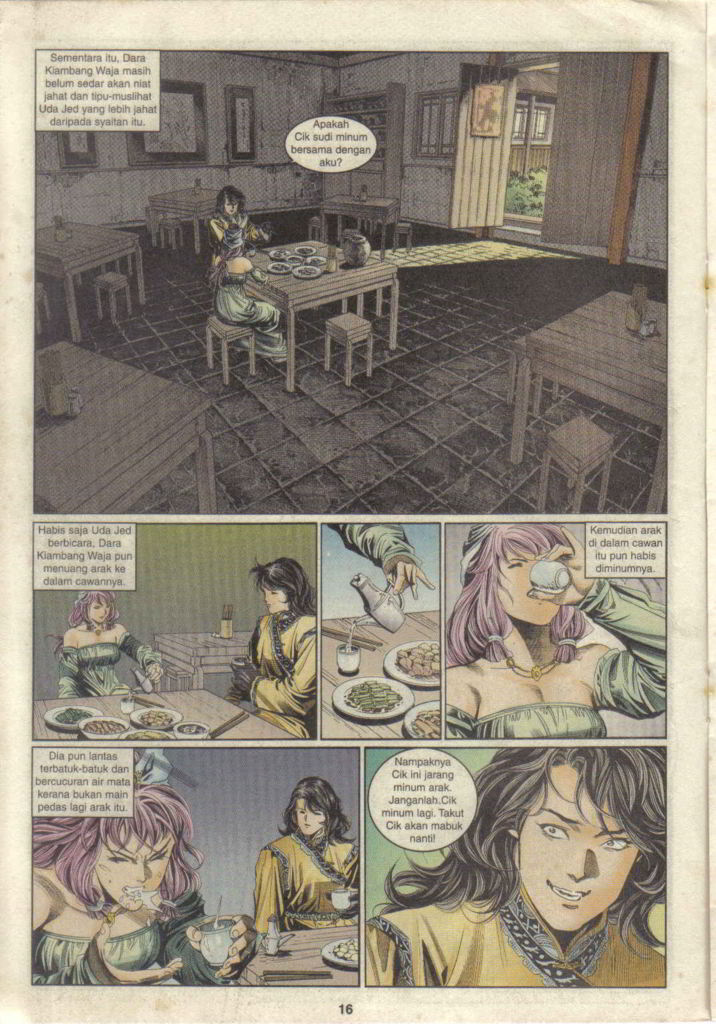 Sementara itu, Dara
Kiambang Waja masih
belum sedar akan niat
jahat dan tipu-muslihat
Uda Jed yang lebih jahat
daripada syaitan itu.
Apakah
Cik sudi minum
bersama dengan
aku?
Habis saja Uda Jed
berbicara, Dara
Kiambang Waja pun
menuang arak ke
dalam cawannya.
Kemudian arak
di dalam cawan
itu pun habis
diminumnya.
Dia pun lantas
terbatuk-batuk dan
bercucuran air mata
kerana bukan main
pedas lagi arak itu.
Nampaknya
Cik ini jarang
minum arak.
Janganlah.Cik
minum lagi. Takut
Cik akan mabuk
nanti!
16